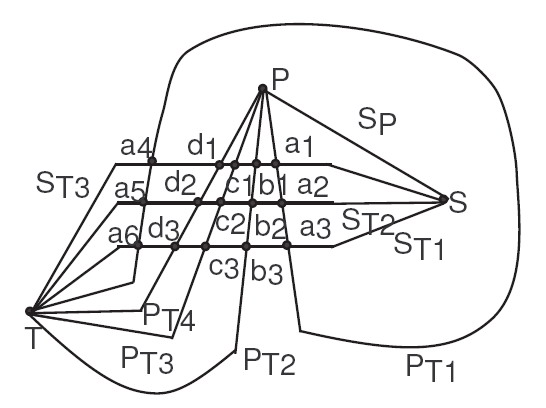 P
SP
a4 d1 a1
ST3 a5 d2 c1 b1 a2
S
a6 d3 c2 b2 a3 ST2
ST1
c3 b3
T PT4
PT3 PT2 PT1